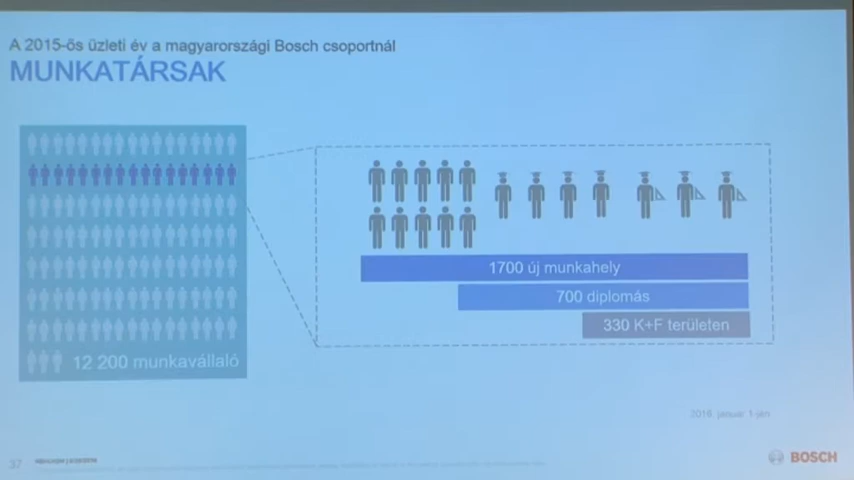 A 2015-ös üzleti év a magyarországi Bosch csoportnál
MUNKATÁRSAK
1700 új munkahely
700 diplomás
330 K+F területen
12 200 munkavállaló
2016. január 1-jén
37
BOSCH